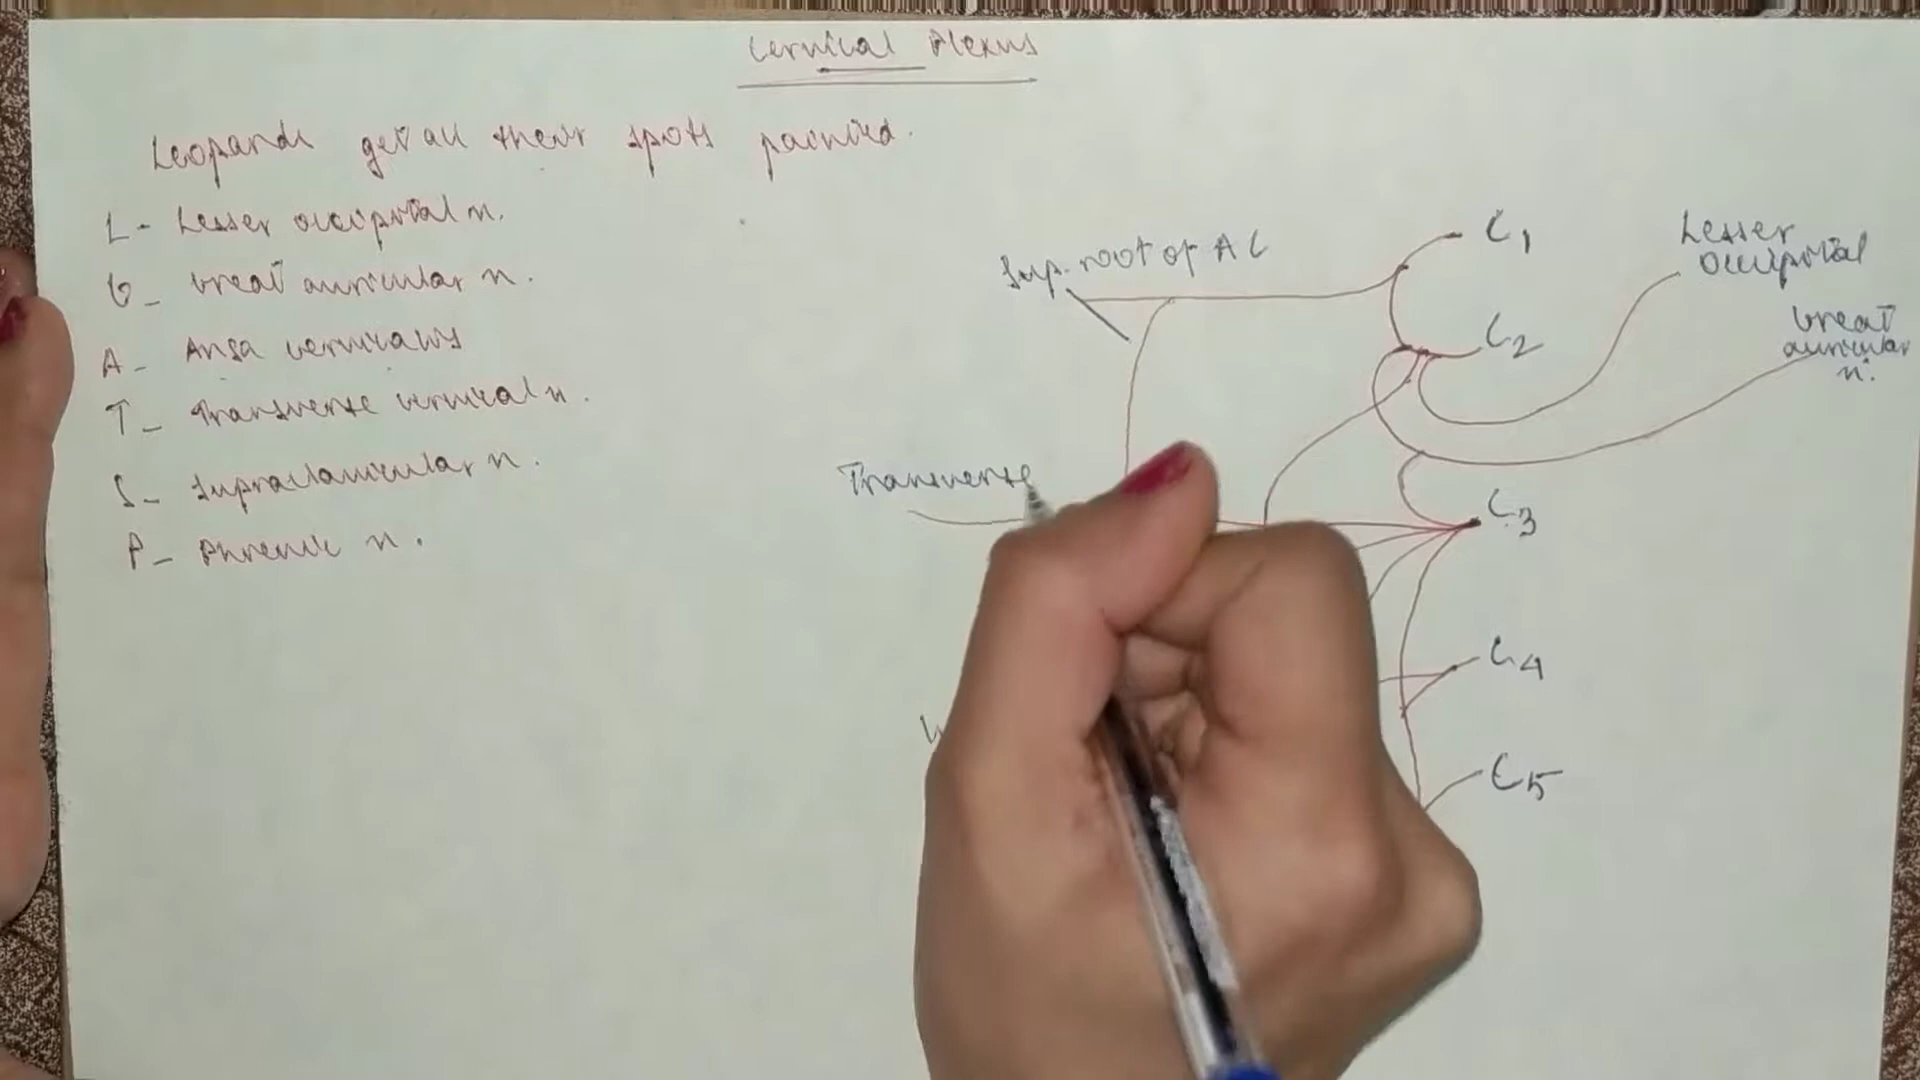 Cervical Plexus
Leopards get all their spots painted.
L- Lesser occipital n.
G- Great auricular n.
A- Ansa cervicalis
T- Transverse cervical n.
S- Supraclavicular n.
P- Phrenic n.
Sup. root of AC
C1
Lesser
occipital
C2
Great
auricular
n.
Transverse
C3
C4
C5